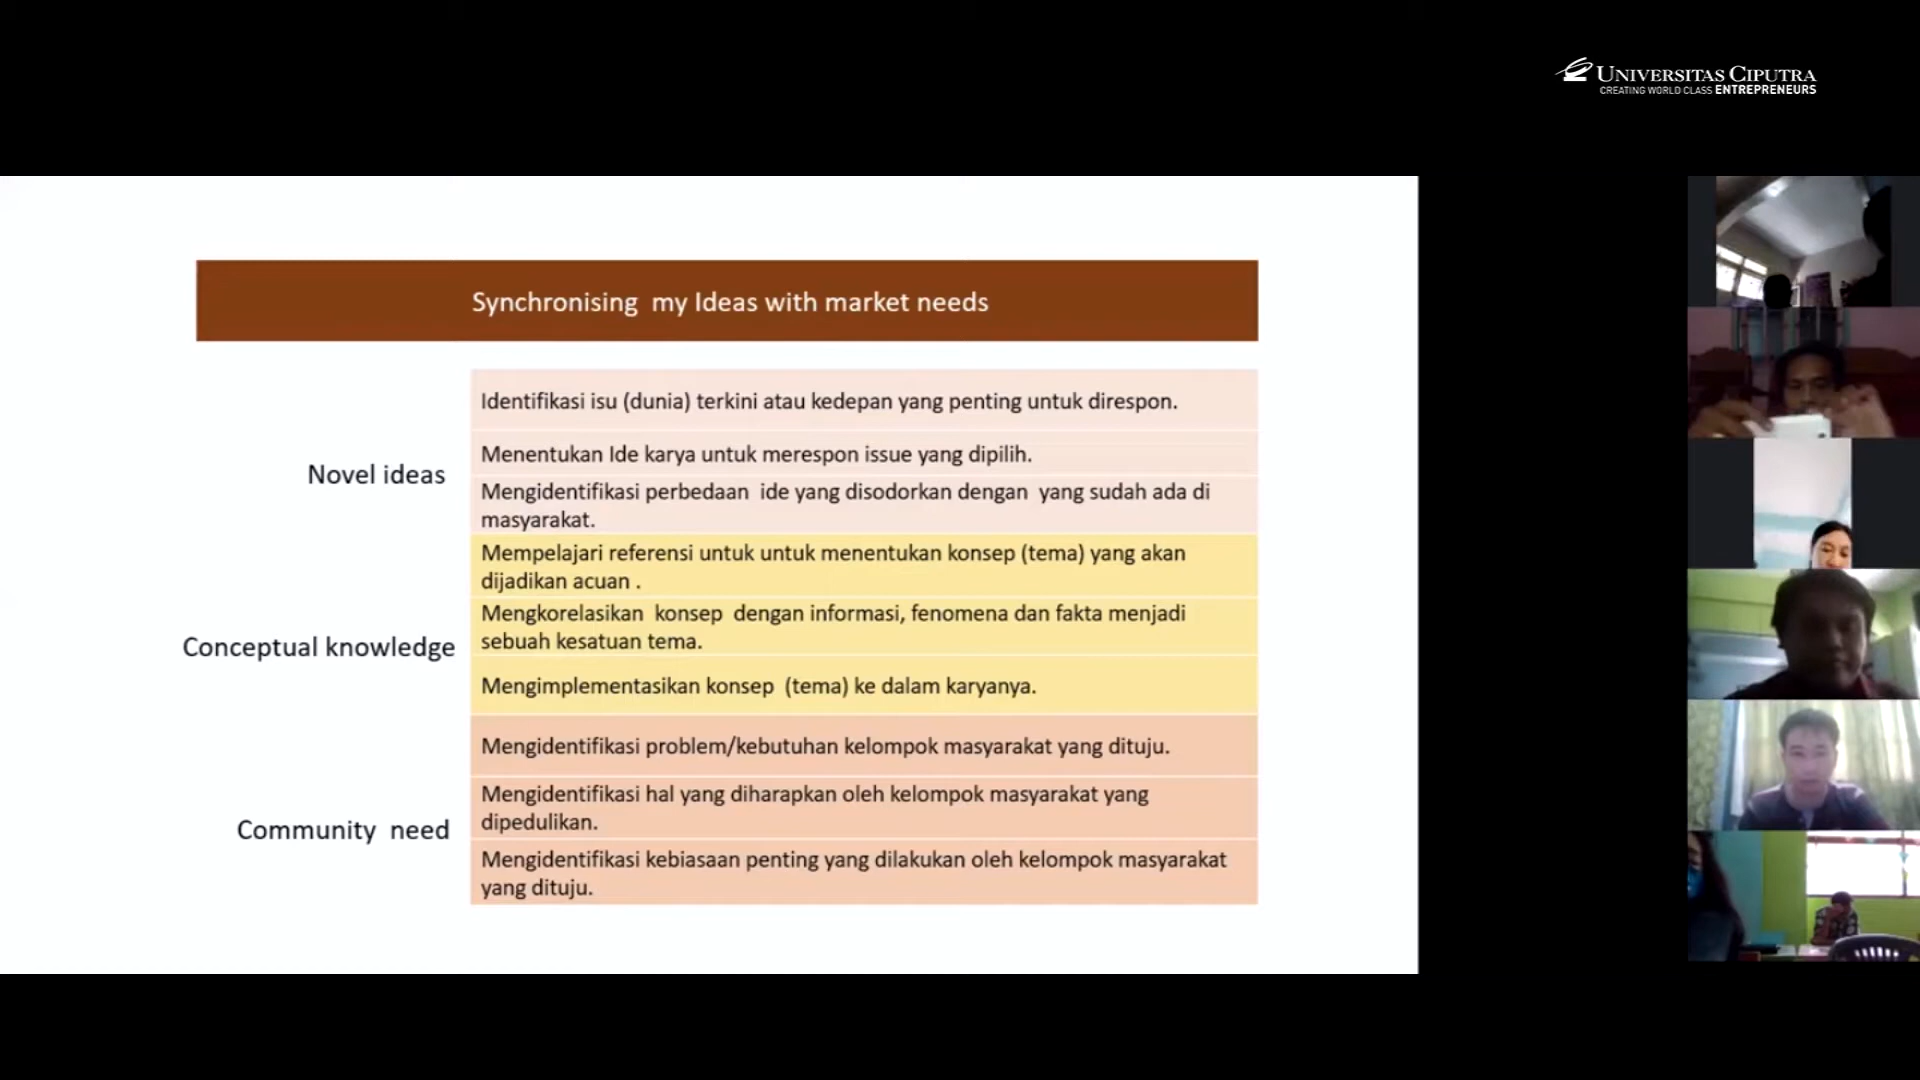 UNIVERSITAS CIPUTRA
CREATING WORLD CLASS ENTREPRENEURS
Synchronising my Ideas with market needs
Novel ideas
Identifikasi isu (dunia) terkini atau kedepan yang penting untuk direspon.
Menentukan Ide karya untuk merespon issue yang dipilih.
Mengidentifikasi perbedaan ide yang disodorkan dengan yang sudah ada di
masyarakat.
Conceptual knowledge
Mempelajari referensi untuk untuk menentukan konsep (tema) yang akan
dijadikan acuan .
Mengkorelasikan konsep dengan informasi, fenomena dan fakta menjadi
sebuah kesatuan tema.
Mengimplementasikan konsep (tema) ke dalam karyanya.
Community need
Mengidentifikasi problem/kebutuhan kelompok masyarakat yang dituju.
Mengidentifikasi hal yang diharapkan oleh kelompok masyarakat yang
dipedulikan.
Mengidentifikasi kebiasaan penting yang dilakukan oleh kelompok masyarakat
yang dituju.